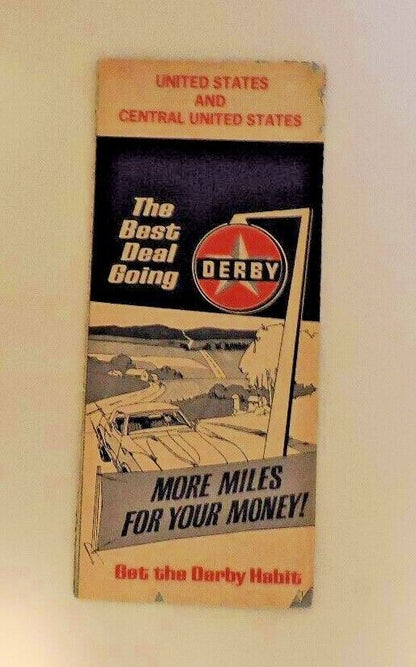 UNITED STATES
AND
CENTRAL UNITED STATES
The
Best
Deal
Going
DERBY
MORE MILES
FOR YOUR MONEY!
Get the Derby Habit